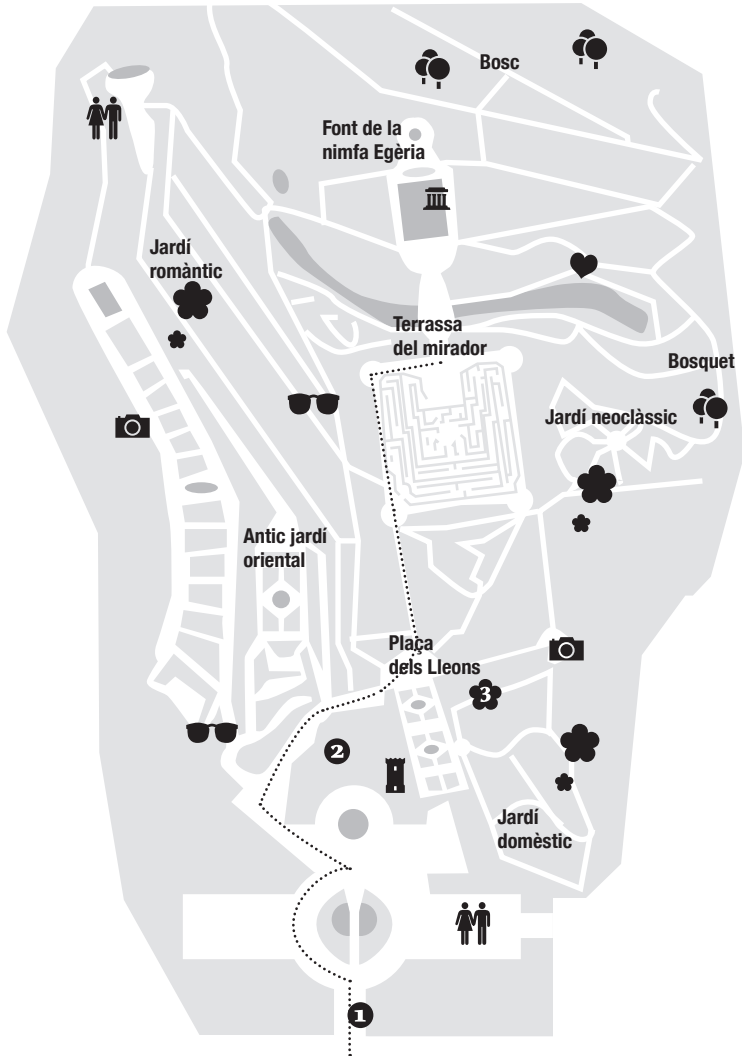 Bosc
Font de la
nimfa Egèria
Jardí
romàntic
Terrassa
del mirador
Bosquet
Jardí neoclàssic
Antic jardí
oriental
Plaça
dels Lleons
3
2
Jardí
domèstic
1